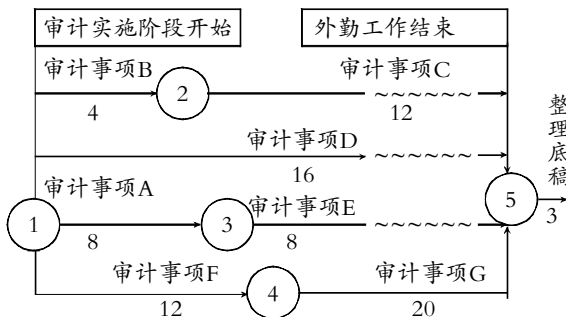 审计实施阶段开始 外勤工作结束
审计事项B 审计事项C
4 2 12
审计事项D
16
审计事项A 审计事项E
1 3 5
8 8 3
整理底稿
审计事项F 审计事项G
12 4 20